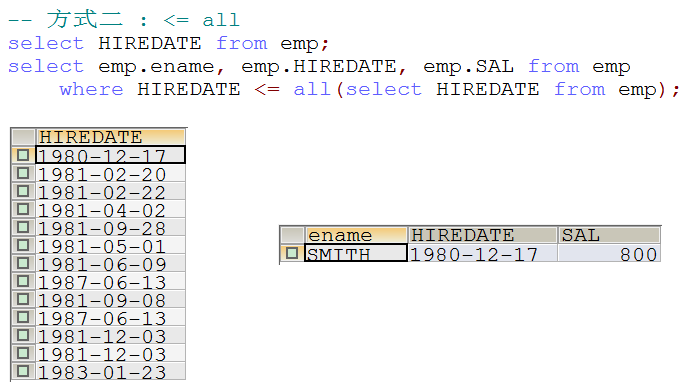 -- 方式二 : <= all
select HIREDATE from emp;
select emp.ename, emp.HIREDATE, emp.SAL from emp
where HIREDATE <= all(select HIREDATE from emp);
HIREDATE
1980-12-17
1981-02-20
1981-02-22
1981-04-02
1981-09-28
1981-05-01
1981-06-09
1987-06-13
1981-09-08
1987-06-13
1981-12-03
1981-12-03
1983-01-23
ename HIREDATE SAL
SMITH 1980-12-17 800